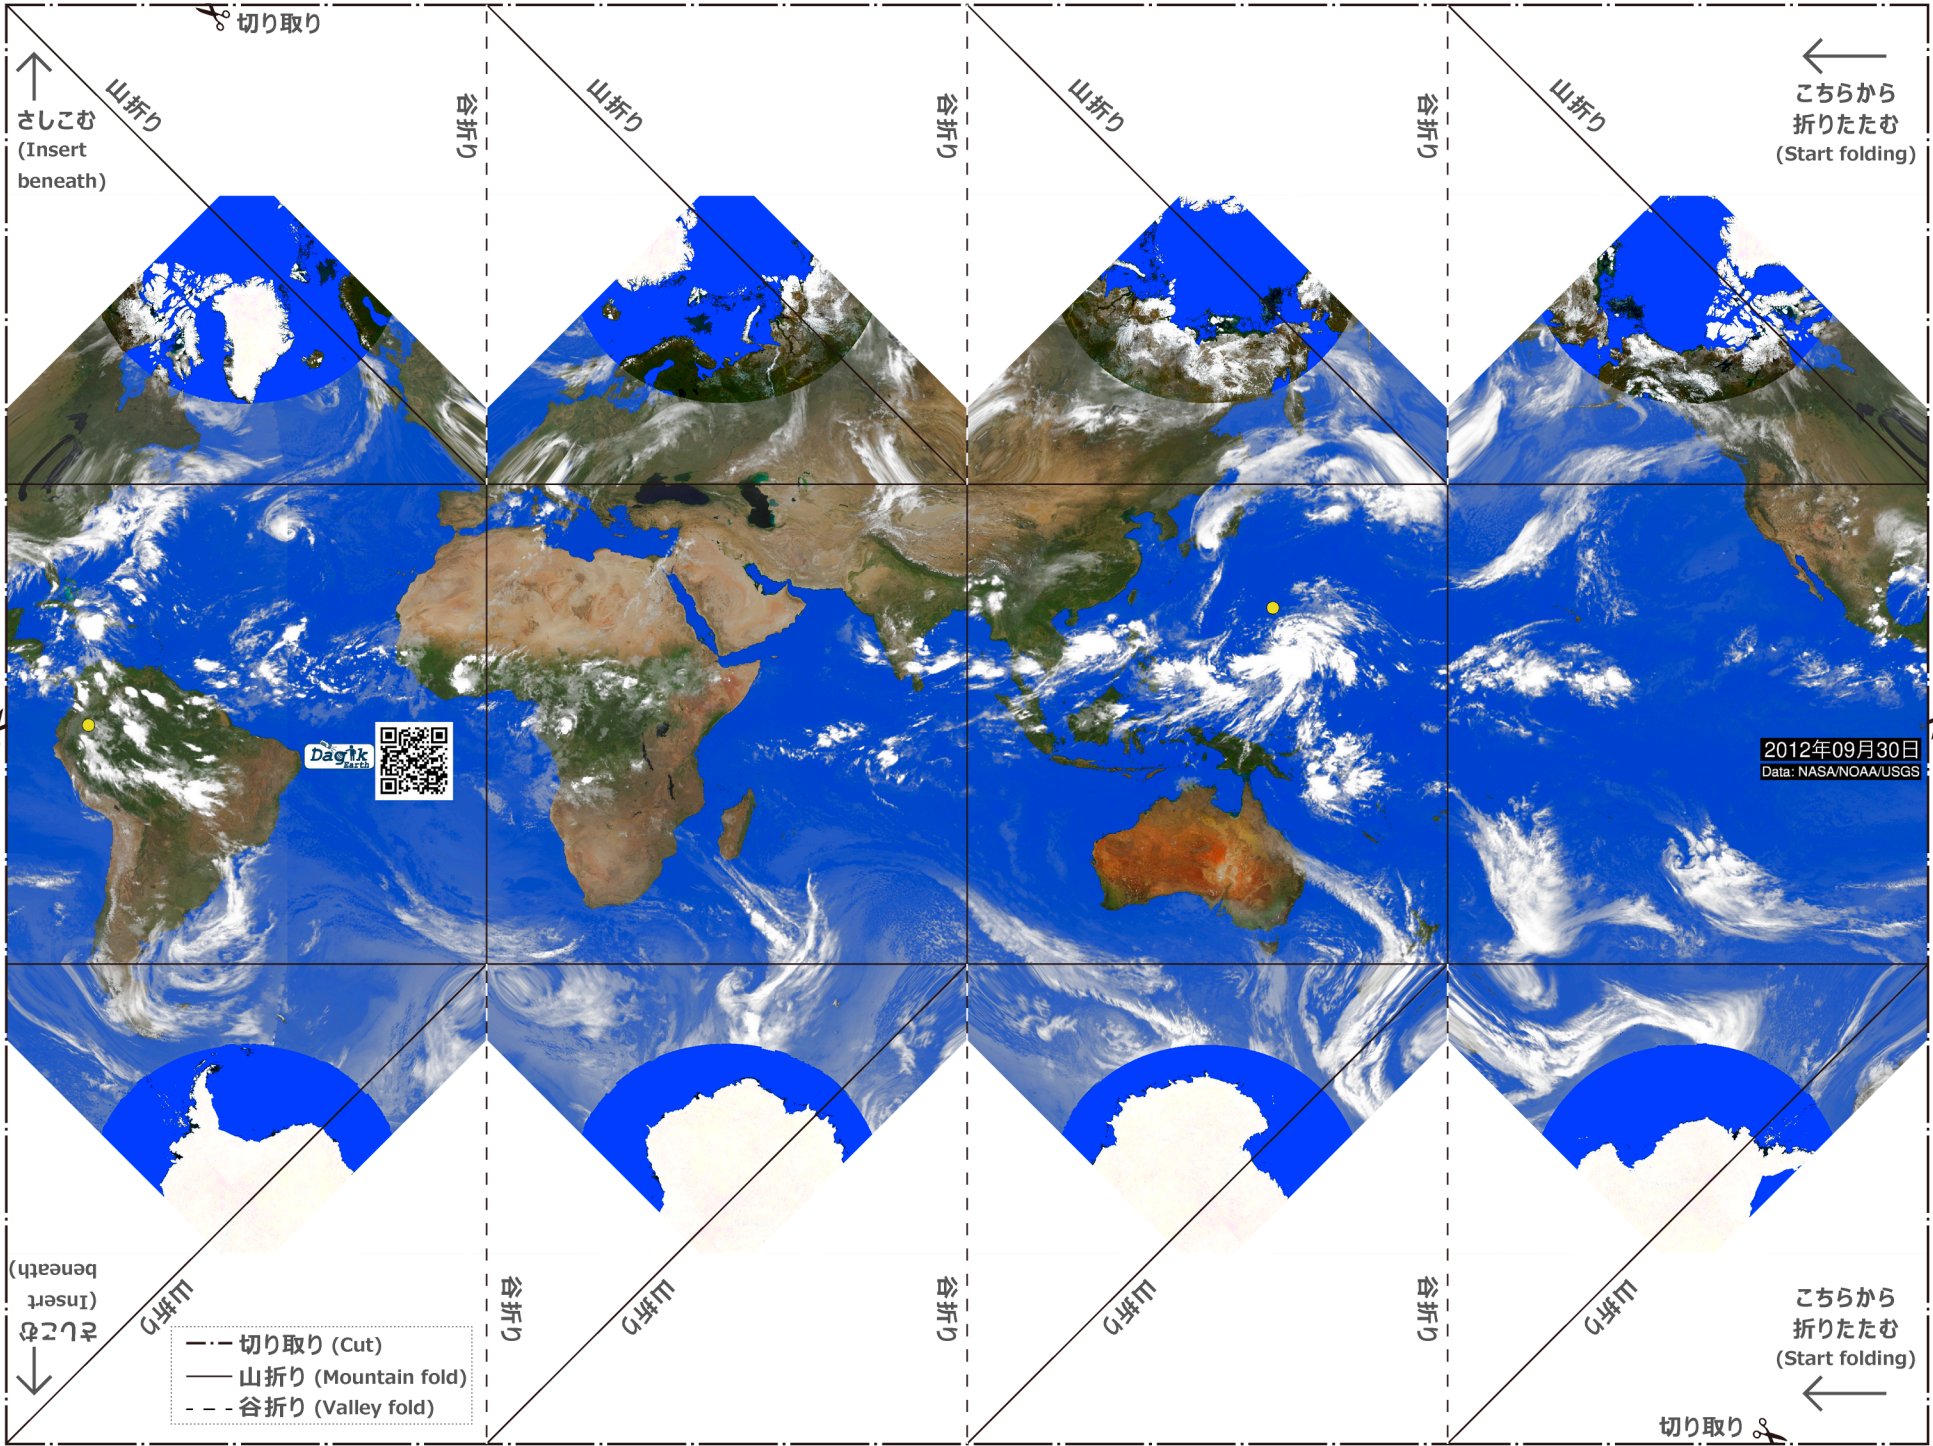 切り取り
山折り
谷折り
山折り
谷折り
山折り
谷折り
山折り
さしこむ
(Insert
beneath)
こちらから
折りたたむ
(Start folding)
Dagik
Earth
2012年09月30日
Data: NASA/NOAA/USGS
さしこむ
(Insert
beneath)
山折り
谷折り
山折り
谷折り
山折り
谷折り
山折り
こちらから
折りたたむ
(Start folding)
切り取り (Cut)
山折り (Mountain fold)
谷折り (Valley fold)
切り取り